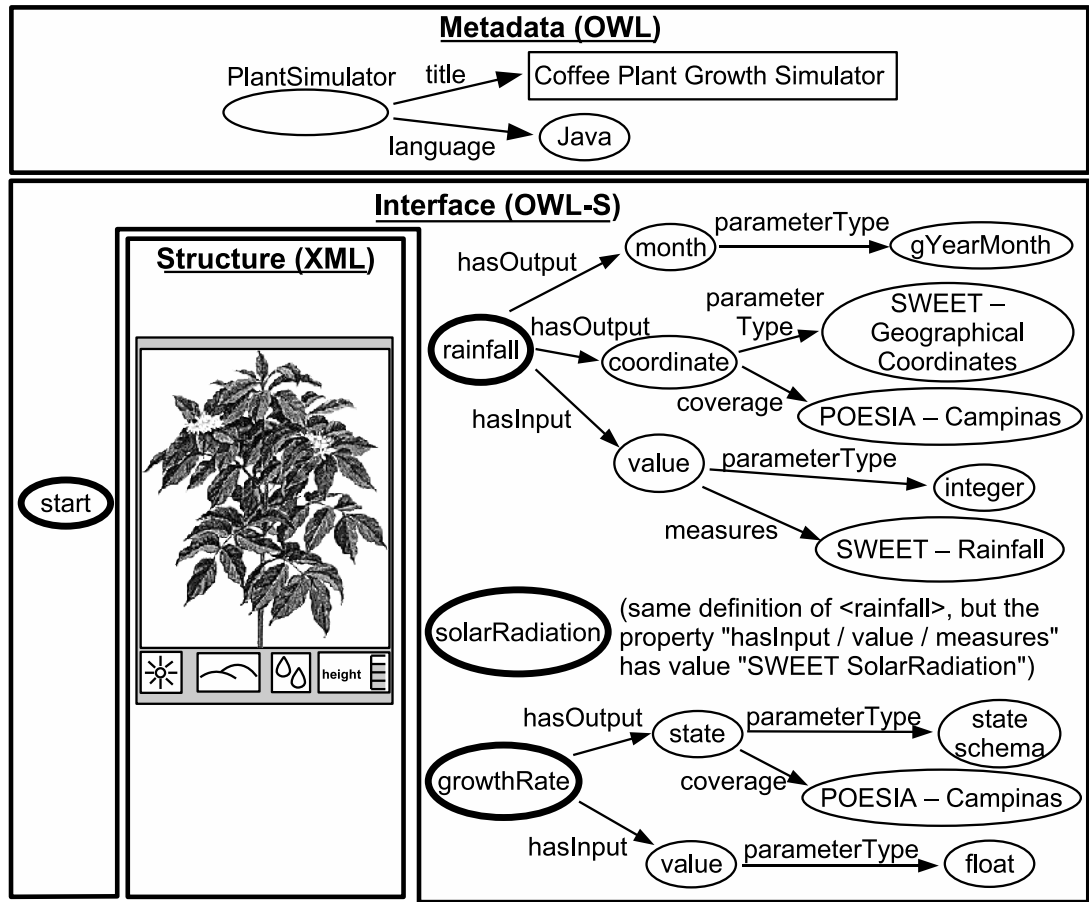 Metadata (OWL)
PlantSimulator
title
Coffee Plant Growth Simulator
language
Java
Interface (OWL-S)
Structure (XML)
height
start
rainfall
hasOutput
month
parameterType
gYearMonth
hasOutput
coordinate
parameter
Type
SWEET –
Geographical
Coordinates
coverage
POESIA – Campinas
hasInput
value
parameterType
integer
measures
SWEET – Rainfall
solarRadiation
(same definition of <rainfall>, but the
property "hasInput / value / measures"
has value "SWEET SolarRadiation")
growthRate
hasOutput
state
parameterType
state
schema
coverage
POESIA – Campinas
hasInput
value
parameterType
float